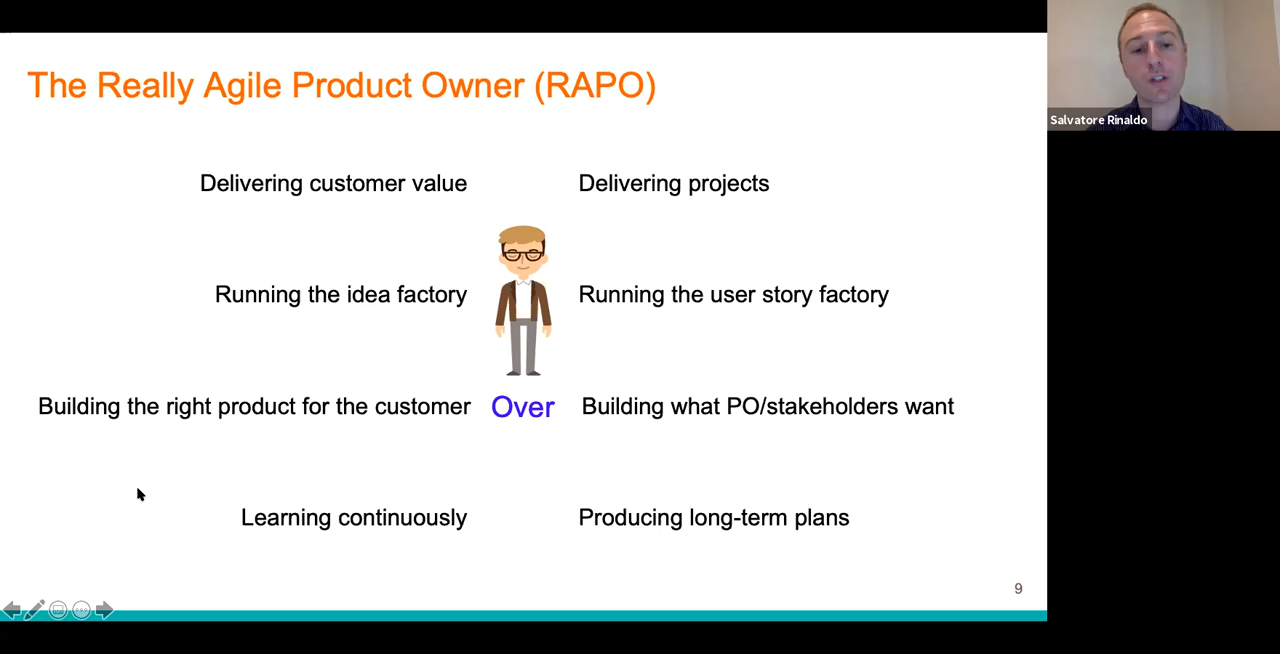 The Really Agile Product Owner (RAPO)
Salvatore Rinaldo
Delivering customer value
Delivering projects
Running the idea factory
Running the user story factory
Building the right product for the customer
Over
Building what PO/stakeholders want
Learning continuously
Producing long-term plans
9